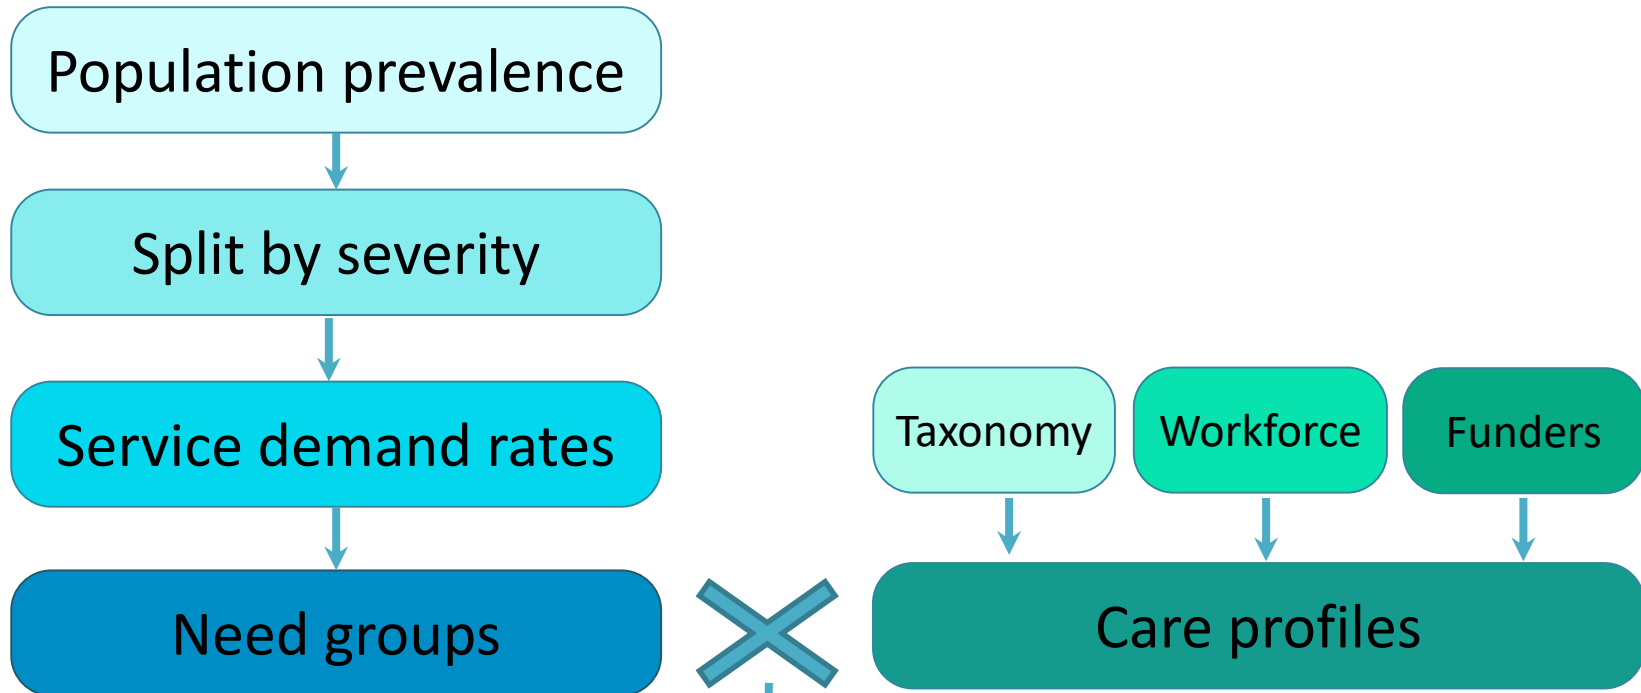 Population prevalence
Split by severity
Service demand rates
Taxonomy
Workforce
Funders
Need groups
Care profiles